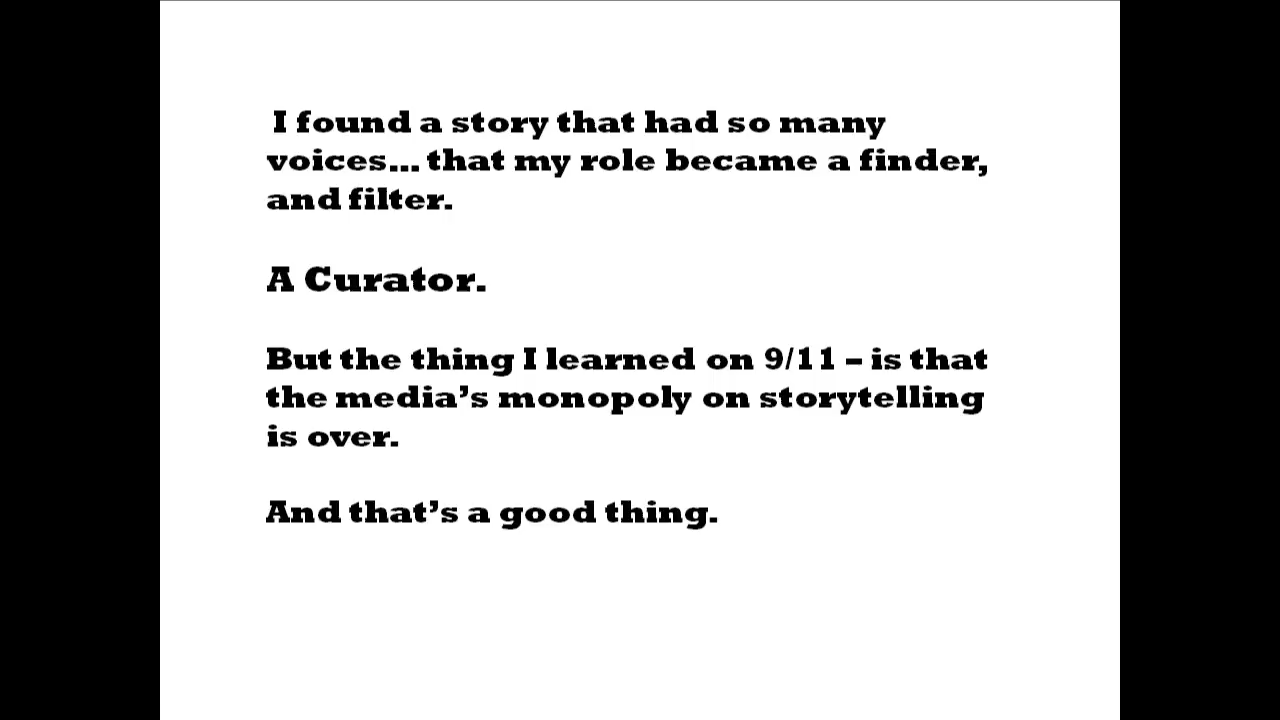 I found a story that had so many
voices... that my role became a finder,
and filter.
A Curator.
But the thing I learned on 9/11 – is that
the media’s monopoly on storytelling
is over.
And that’s a good thing.